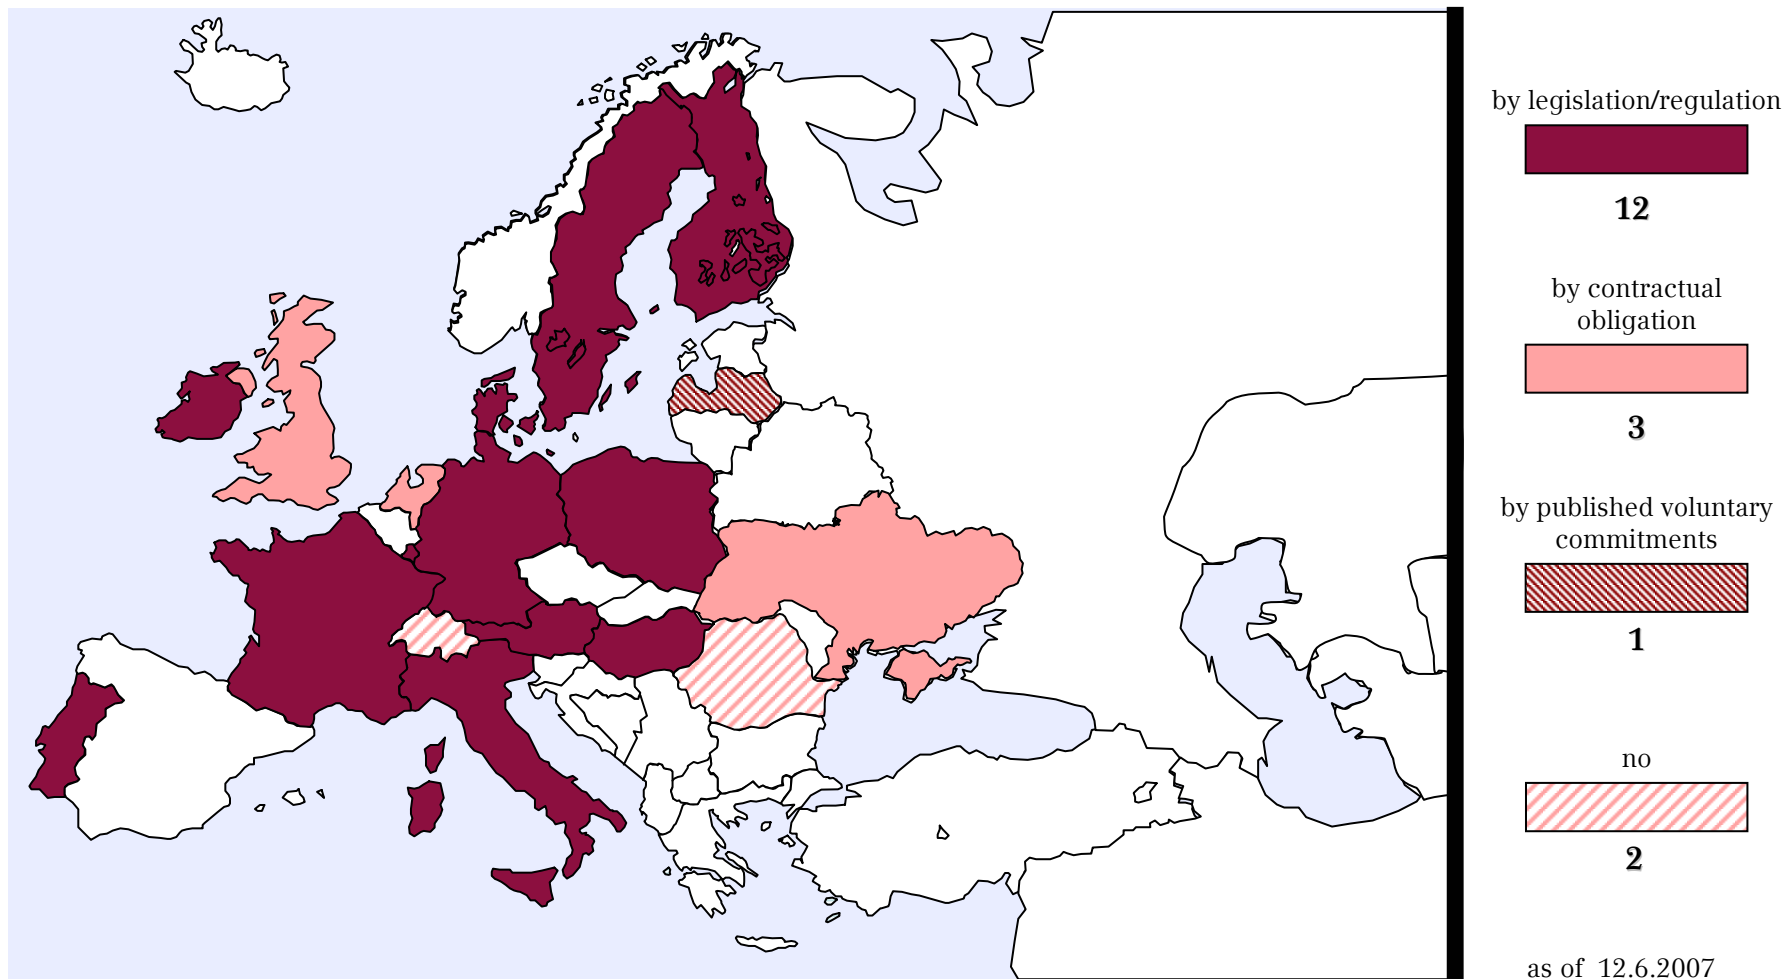 by legislation/regulation
12
by contractual
obligation
3
by published voluntary
commitments
1
no
2
as of 12.6.2007